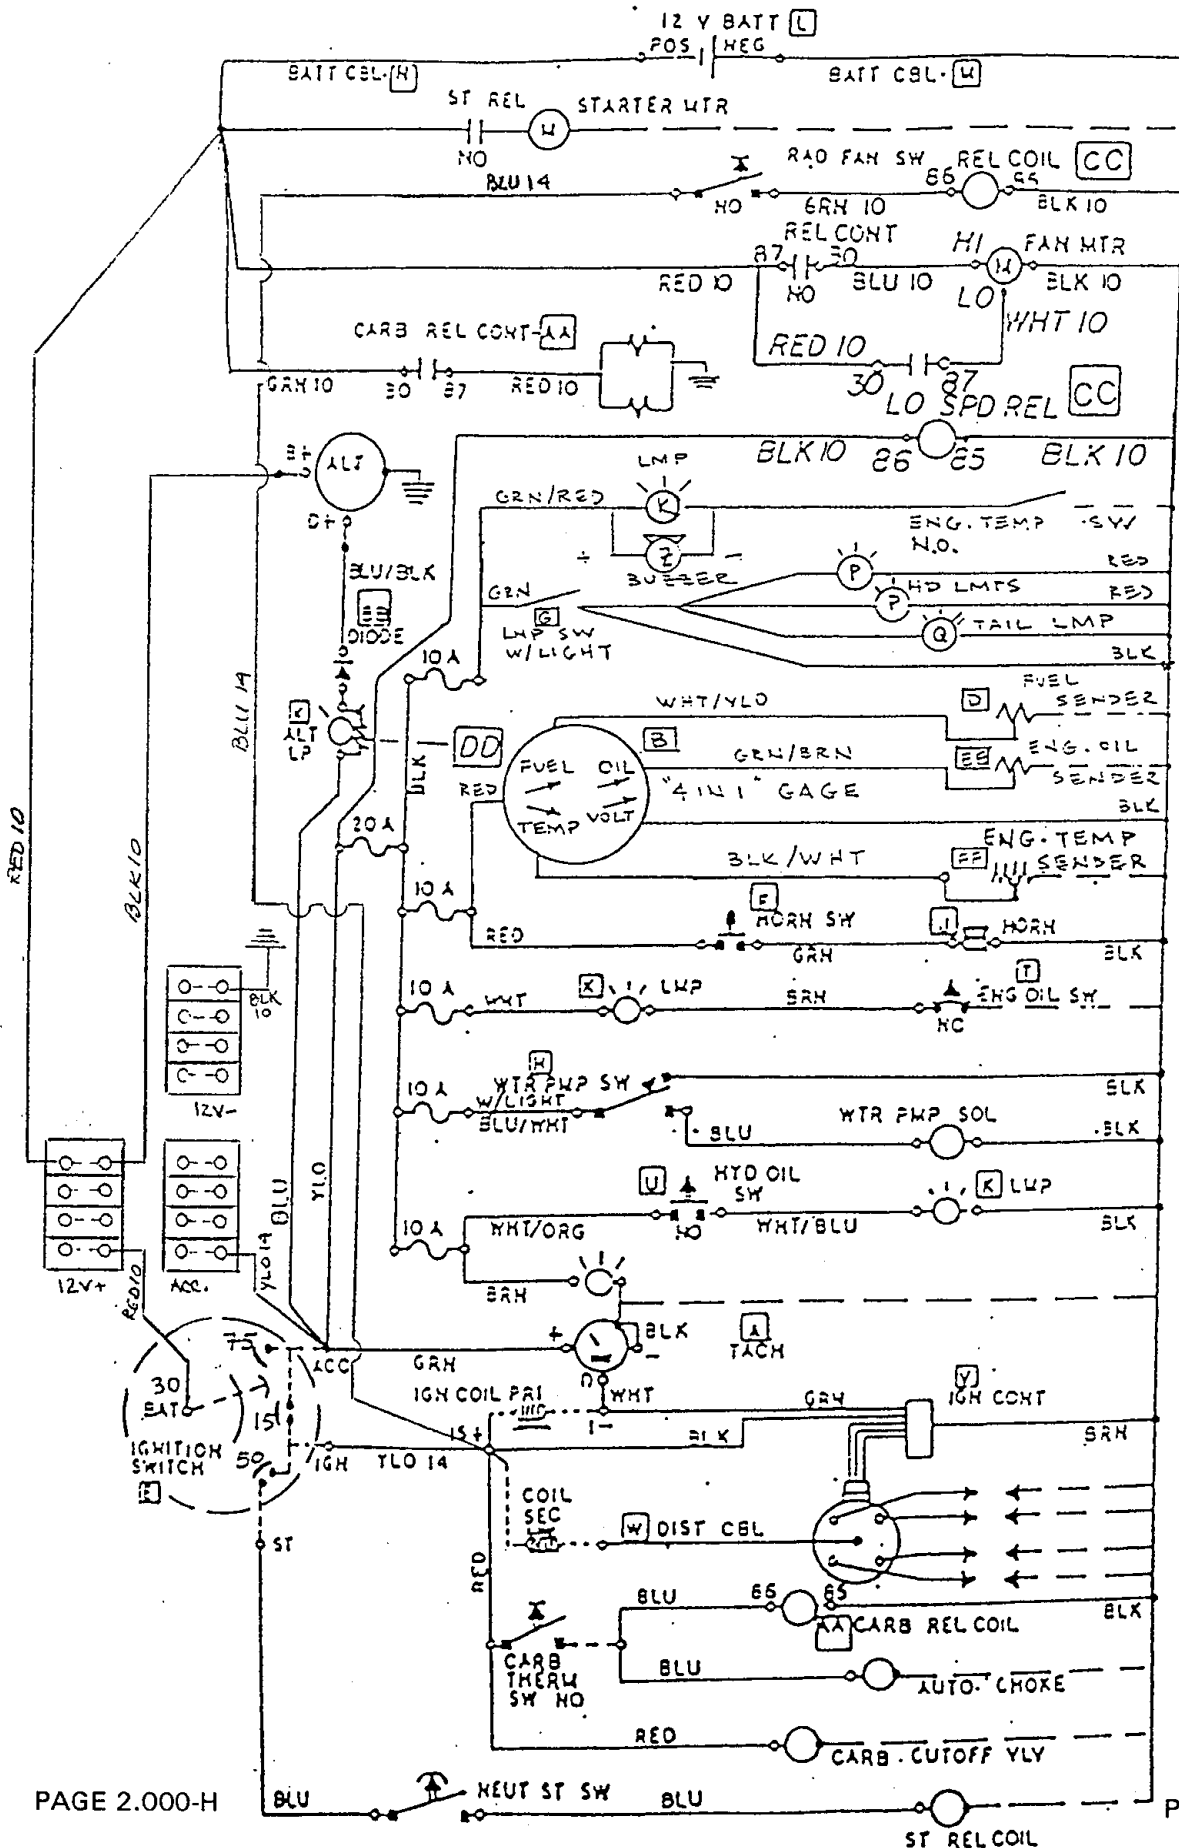 12 V BATT L
POS NEG
BATT CBL-H
BATT CBL-W
ST REL
STARTER MTR
M
NO
RAD FAN SW
REL COIL CC
BLU 14
86
NO
GRN 10
BLK 10
REL CONT
HI
FAN MTR
87
30
M
RED 10
NO
BLU 10
LO
BLK 10
WHT 10
CARB REL CONT-AA
RED 10
GRN 10
30
87
RED 10
30
87
LO SPD REL CC
B+
ALT
BLK 10
86
85
BLK 10
LMP
D+
GRN/RED
K
ENG. TEMP SW
N.O.
BLU/BLK
+
Z
-
BUZZER
RED
P
HD LMPS
GRN
P
RED
DIODE
G
LMP SW
W/LIGHT
Q
TAIL LMP
10 A
BLK
BLU 14
K
ALT
LP
DD
WHT/YLO
D
FUEL
SENDER
BLK
B
GRN/BRN
EE
ENG. OIL
SENDER
FUEL
OIL
"4 IN 1" GAGE
RED
TEMP
VOLT
BLK
20 A
RED 10
BLK 10
BLK/WHT
FF
ENG. TEMP
SENDER
10 A
F
HORN SW
J
HORN
RED
GRN
BLK
BLK
10
10 A
WHT
LMP
BRN
T
ENG OIL SW
NC
12V-
10 A
WTR PMP SW
W/LIGHT
BLU/WHT
BLK
BLU
WTR PMP SOL
BLK
BLU
YLO
U
HYD OIL
SW
K
LMP
10 A
WHT/ORG
NO
WHT/BLU
BLK
12V+
ACC.
RED 10
YLO 14
BRN
75
ACC
GRN
+
BLK
-
A
TACH
30
BAT
IGN COIL PRI
WHT
GRN
Y
IGN CONT
15
15+
1-
BLK
BRN
IGNITION
SWITCH
50
IGN
YLO 14
COIL
SEC
W
DIST CBL
ST
RED
BLU
86
85
BLK
AA
CARB REL COIL
CARB
THERM
SW NO
BLU
AUTO. CHOKE
RED
CARB. CUTOFF VLV
PAGE 2.000-H
BLU
NEUT ST SW
BLU
P
ST REL COIL